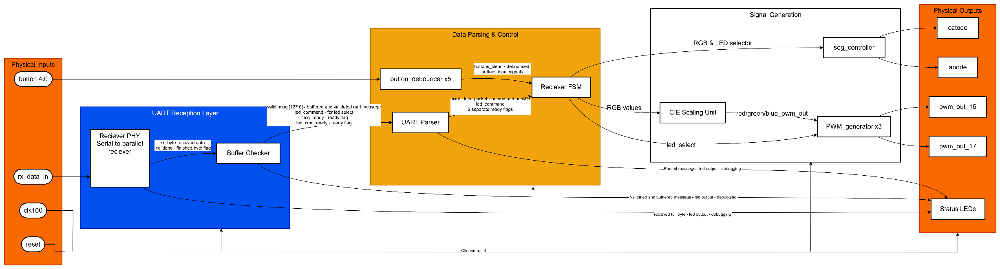 Physical Inputs
button 4:0
rx_data_in
clk100
reset
UART Reception Layer
Reciever PHY
Serial to parallel
reciever
rx_byte-recieved data
rx_done - finished byte flag
Buffer Checker
valid_msg [127:0] - buffered and validated uart messege
led_command - for led select
msg_ready - ready flag
led_cmd_ready - ready flag
Data Parsing & Control
button_debouncer x5
buttons_clean - debounced
buttons input signals
Reciever FSM
pixel_data_packet - parsed and packed
led_command
2 separate ready flags
UART Parser
Signal Generation
RGB & LED selector
seg_controller
RGB values
CIE Scaling Unit
red/green/blue_pwm_out
PWM_generator x3
led_select
Parsed meesege - led output - debugging
Validated and bufffered meesege - led output - debugging
recieved full byte - led output - debugging
Clk and reset
Physical Outputs
catode
anode
pwm_out_16
pwm_out_17
Status LEDs